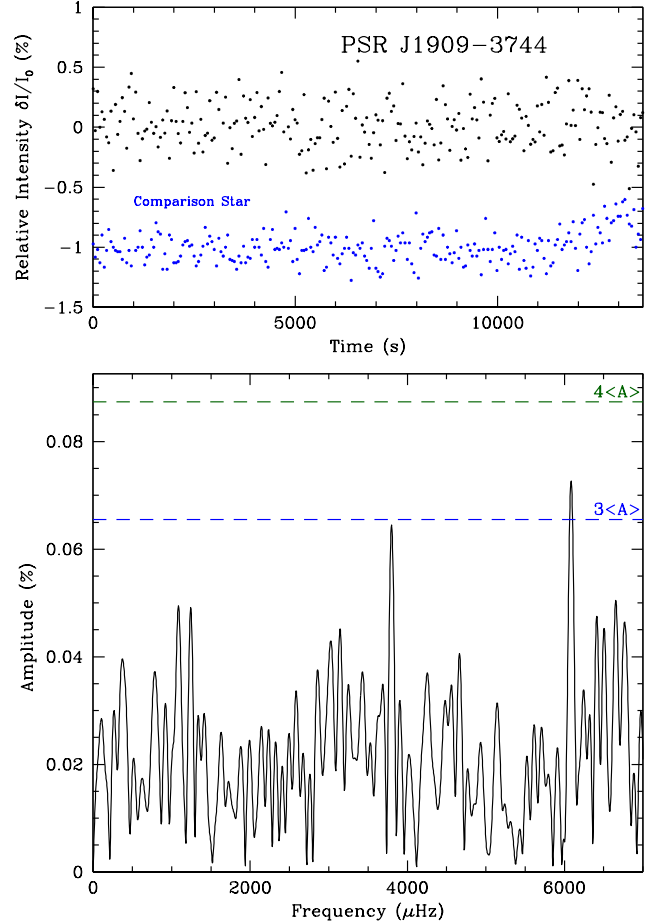 PSR J1909−3744
Relative Intensity δI/I₀ (%)
1
0.5
0
−0.5
−1
−1.5
Comparison Star
0
5000
10000
Time (s)
4<A>
3<A>
Amplitude (%)
0.08
0.06
0.04
0.02
0
0
2000
4000
6000
Frequency (μHz)